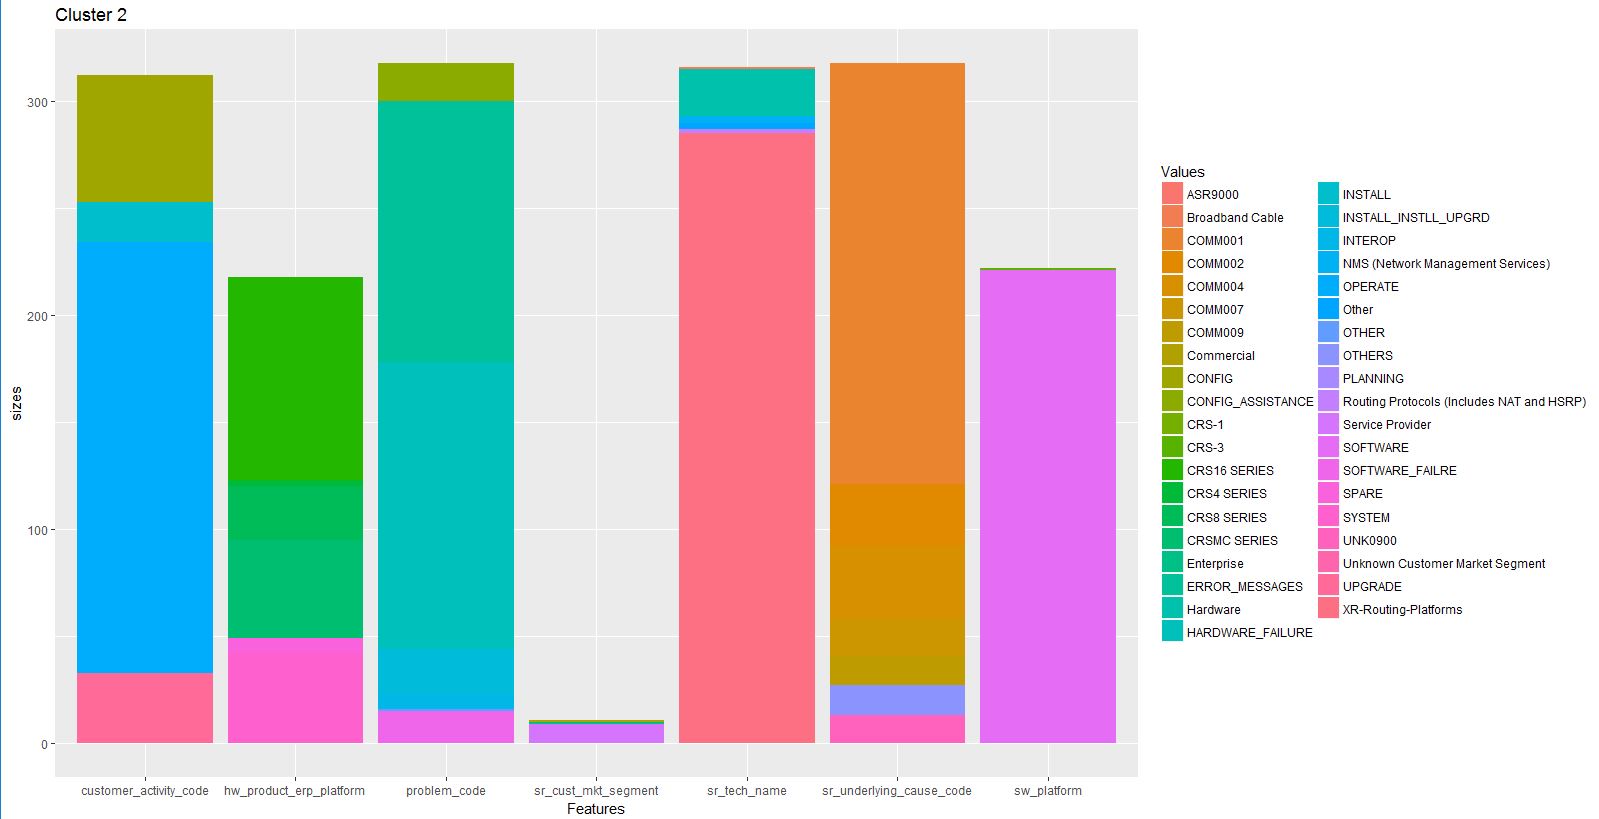 Cluster 2
300
200
100
0
sizes
customer_activity_code
hw_product_erp_platform
problem_code
sr_cust_mkt_segment
sr_tech_name
sr_underlying_cause_code
sw_platform
Features
Values
ASR9000
Broadband Cable
COMM001
COMM002
COMM004
COMM007
COMM009
Commercial
CONFIG
CONFIG_ASSISTANCE
CRS-1
CRS-3
CRS16 SERIES
CRS4 SERIES
CRS8 SERIES
CRSMC SERIES
Enterprise
ERROR_MESSAGES
Hardware
HARDWARE_FAILURE
INSTALL
INSTALL_INSTLL_UPGRD
INTEROP
NMS (Network Management Services)
OPERATE
Other
OTHER
OTHERS
PLANNING
Routing Protocols (Includes NAT and HSRP)
Service Provider
SOFTWARE
SOFTWARE_FAILRE
SPARE
SYSTEM
UNK0900
Unknown Customer Market Segment
UPGRADE
XR-Routing-Platforms